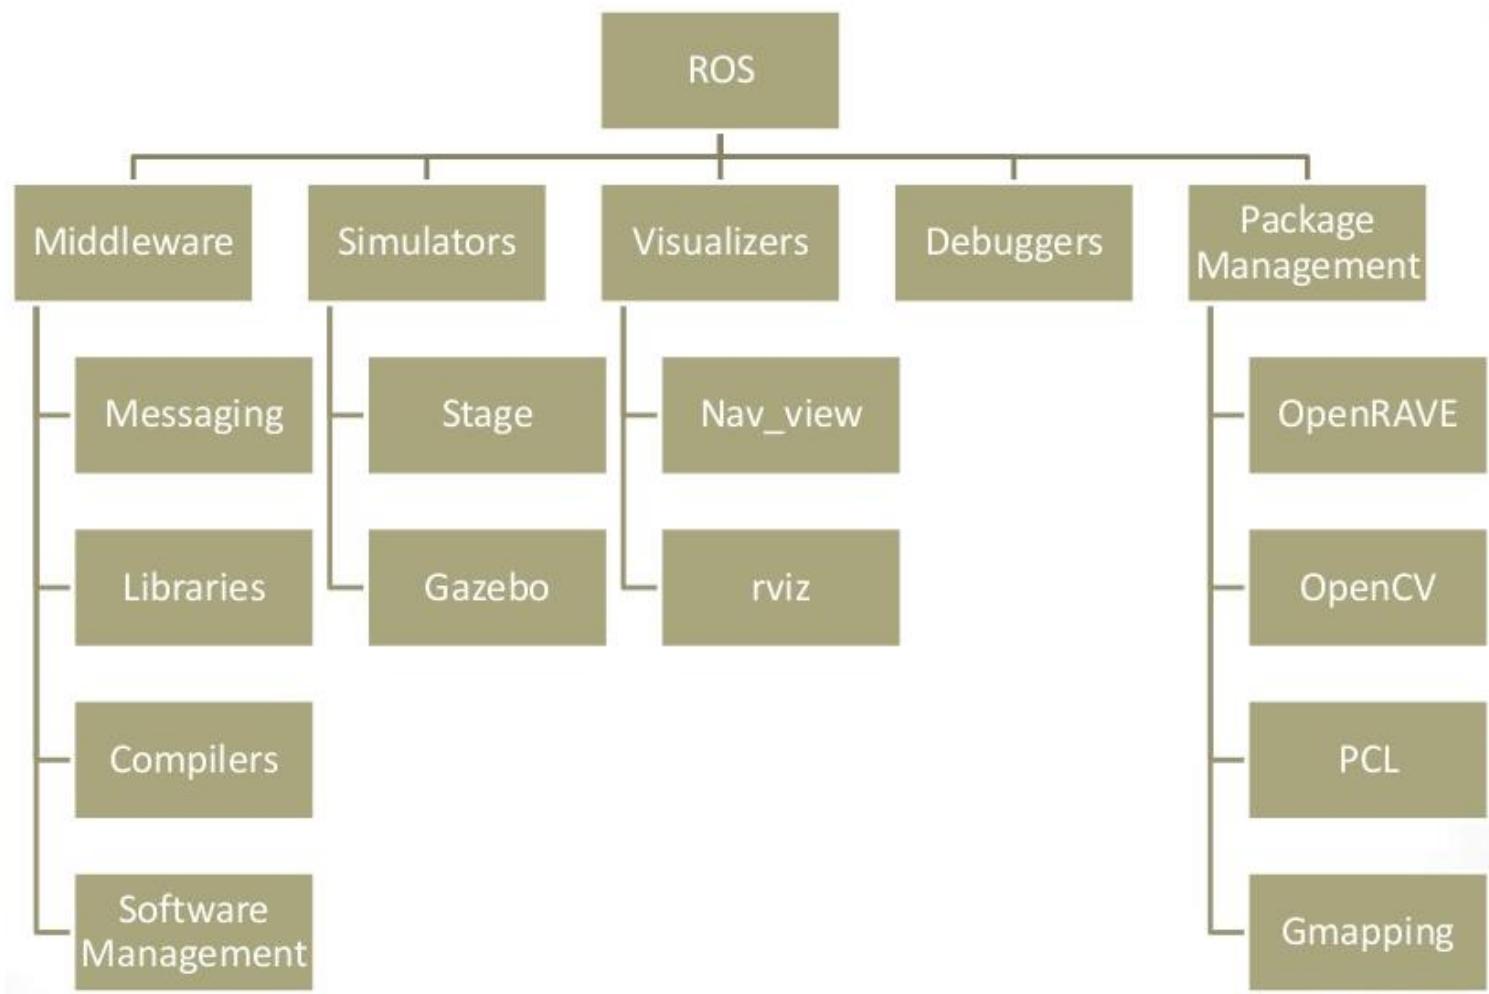 ROS
Middleware
Simulators
Visualizers
Debuggers
Package
Management
Messaging
Stage
Nav_view
OpenRAVE
Libraries
Gazebo
rviz
OpenCV
Compilers
PCL
Software
Management
Gmapping